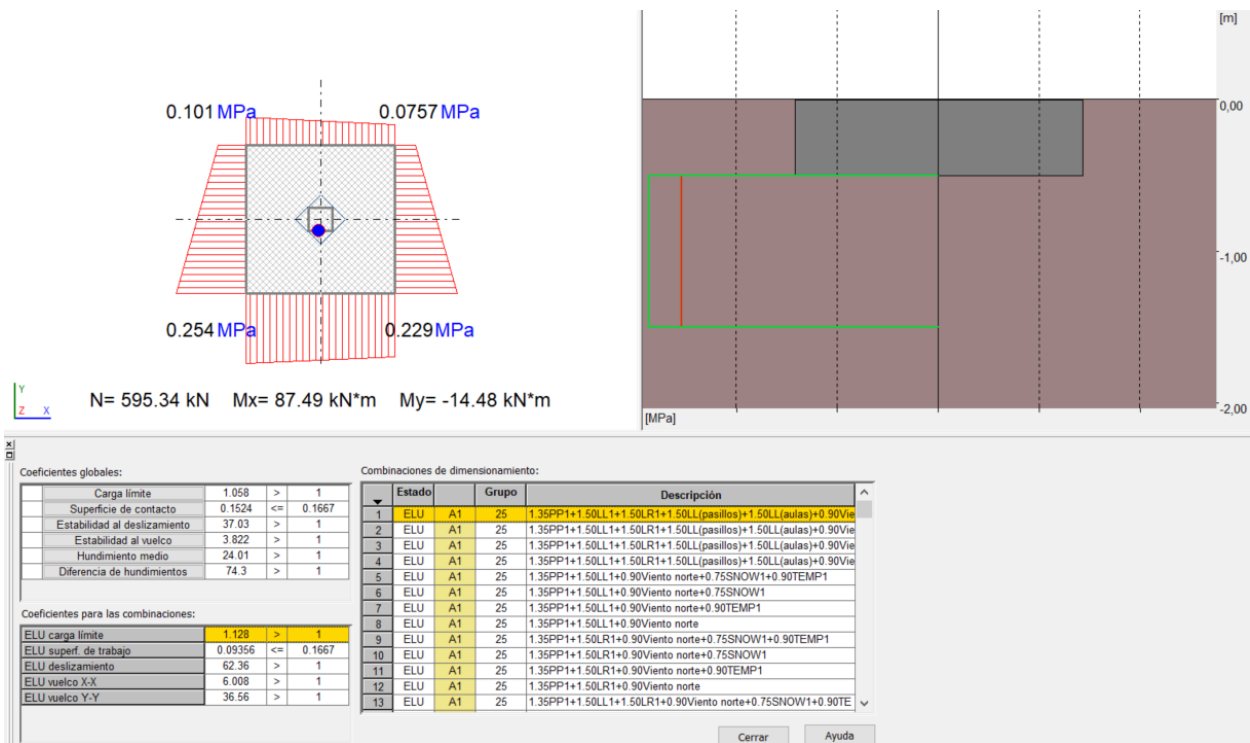 [m]
0.101 MPa 0.0757 MPa
0,00
-1,00
0.254 MPa 0.229 MPa
Y
Z X
N= 595.34 kN Mx= 87.49 kN*m My= -14.48 kN*m
[MPa]
-2,00
Coeficientes globales:
Carga límite 1.058 > 1
Superficie de contacto 0.1524 <= 0.1667
Estabilidad al deslizamiento 37.03 > 1
Estabilidad al vuelco 3.822 > 1
Hundimiento medio 24.01 > 1
Diferencia de hundimientos 74.3 > 1
Coeficientes para las combinaciones:
ELU carga límite 1.128 > 1
ELU superf. de trabajo 0.09356 <= 0.1667
ELU deslizamiento 62.36 > 1
ELU vuelco X-X 6.008 > 1
ELU vuelco Y-Y 36.56 > 1
Combinaciones de dimensionamiento:
Estado Grupo Descripción
1 ELU A1 25 1.35PP1+1.50LL1+1.50LR1+1.50LL(pasillos)+1.50LL(aulas)+0.90Vie
2 ELU A1 25 1.35PP1+1.50LL1+1.50LR1+1.50LL(pasillos)+1.50LL(aulas)+0.90Vie
3 ELU A1 25 1.35PP1+1.50LL1+1.50LR1+1.50LL(pasillos)+1.50LL(aulas)+0.90Vie
4 ELU A1 25 1.35PP1+1.50LL1+1.50LR1+1.50LL(pasillos)+1.50LL(aulas)+0.90Vie
5 ELU A1 25 1.35PP1+1.50LL1+0.90Viento norte+0.75SNOW1+0.90TEMP1
6 ELU A1 25 1.35PP1+1.50LL1+0.90Viento norte+0.75SNOW1
7 ELU A1 25 1.35PP1+1.50LL1+0.90Viento norte+0.90TEMP1
8 ELU A1 25 1.35PP1+1.50LL1+0.90Viento norte
9 ELU A1 25 1.35PP1+1.50LR1+0.90Viento norte+0.75SNOW1+0.90TEMP1
10 ELU A1 25 1.35PP1+1.50LR1+0.90Viento norte+0.75SNOW1
11 ELU A1 25 1.35PP1+1.50LR1+0.90Viento norte+0.90TEMP1
12 ELU A1 25 1.35PP1+1.50LR1+0.90Viento norte
13 ELU A1 25 1.35PP1+1.50LL1+1.50LR1+0.90Viento norte+0.75SNOW1+0.90TE
Cerrar Ayuda